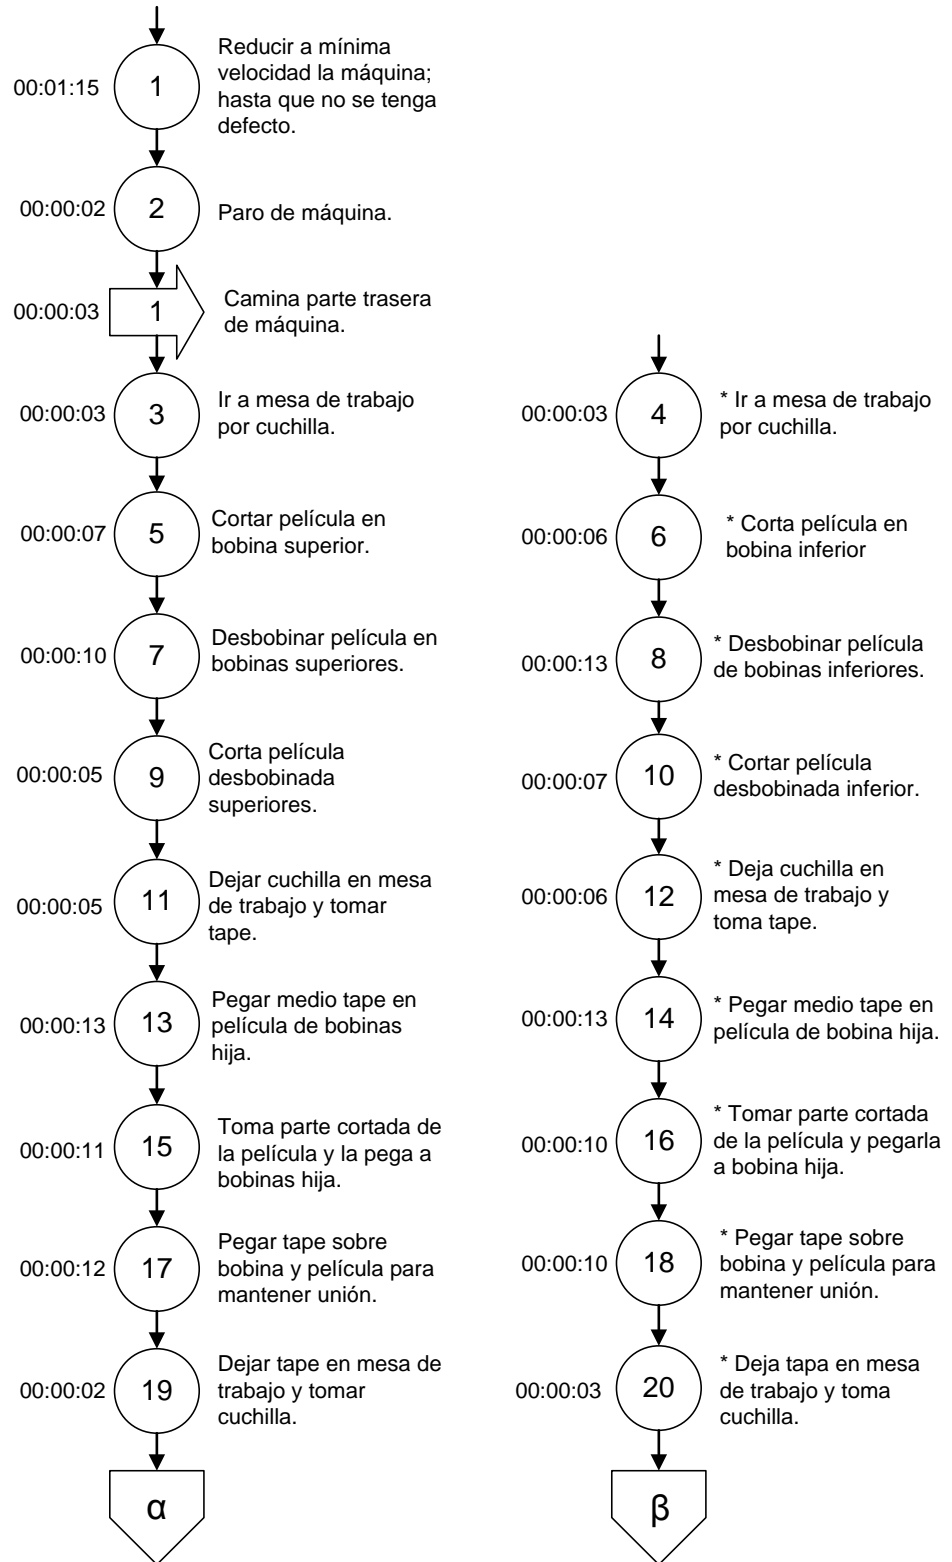 00:01:15
1
Reducir a mínima
velocidad la máquina;
hasta que no se tenga
defecto.
00:00:02
2
Paro de máquina.
00:00:03
1
Camina parte trasera
de máquina.
00:00:03
3
Ir a mesa de trabajo
por cuchilla.
00:00:07
5
Cortar película en
bobina superior.
00:00:10
7
Desbobinar película en
bobinas superiores.
00:00:05
9
Corta película
desbobinada
superiores.
00:00:05
11
Dejar cuchilla en mesa
de trabajo y tomar
tape.
00:00:13
13
Pegar medio tape en
película de bobinas
hija.
00:00:11
15
Toma parte cortada de
la película y la pega a
bobinas hija.
00:00:12
17
Pegar tape sobre
bobina y película para
mantener unión.
00:00:02
19
Dejar tape en mesa de
trabajo y tomar
cuchilla.
α
00:00:03
4
* Ir a mesa de trabajo
por cuchilla.
00:00:06
6
* Corta película en
bobina inferior
00:00:13
8
* Desbobinar película
de bobinas inferiores.
00:00:07
10
* Cortar película
desbobinada inferior.
00:00:06
12
* Deja cuchilla en
mesa de trabajo y
toma tape.
00:00:13
14
* Pegar medio tape en
película de bobina hija.
00:00:10
16
* Tomar parte cortada
de la película y pegarla
a bobina hija.
00:00:10
18
* Pegar tape sobre
bobina y película para
mantener unión.
00:00:03
20
* Deja tapa en mesa
de trabajo y toma
cuchilla.
β